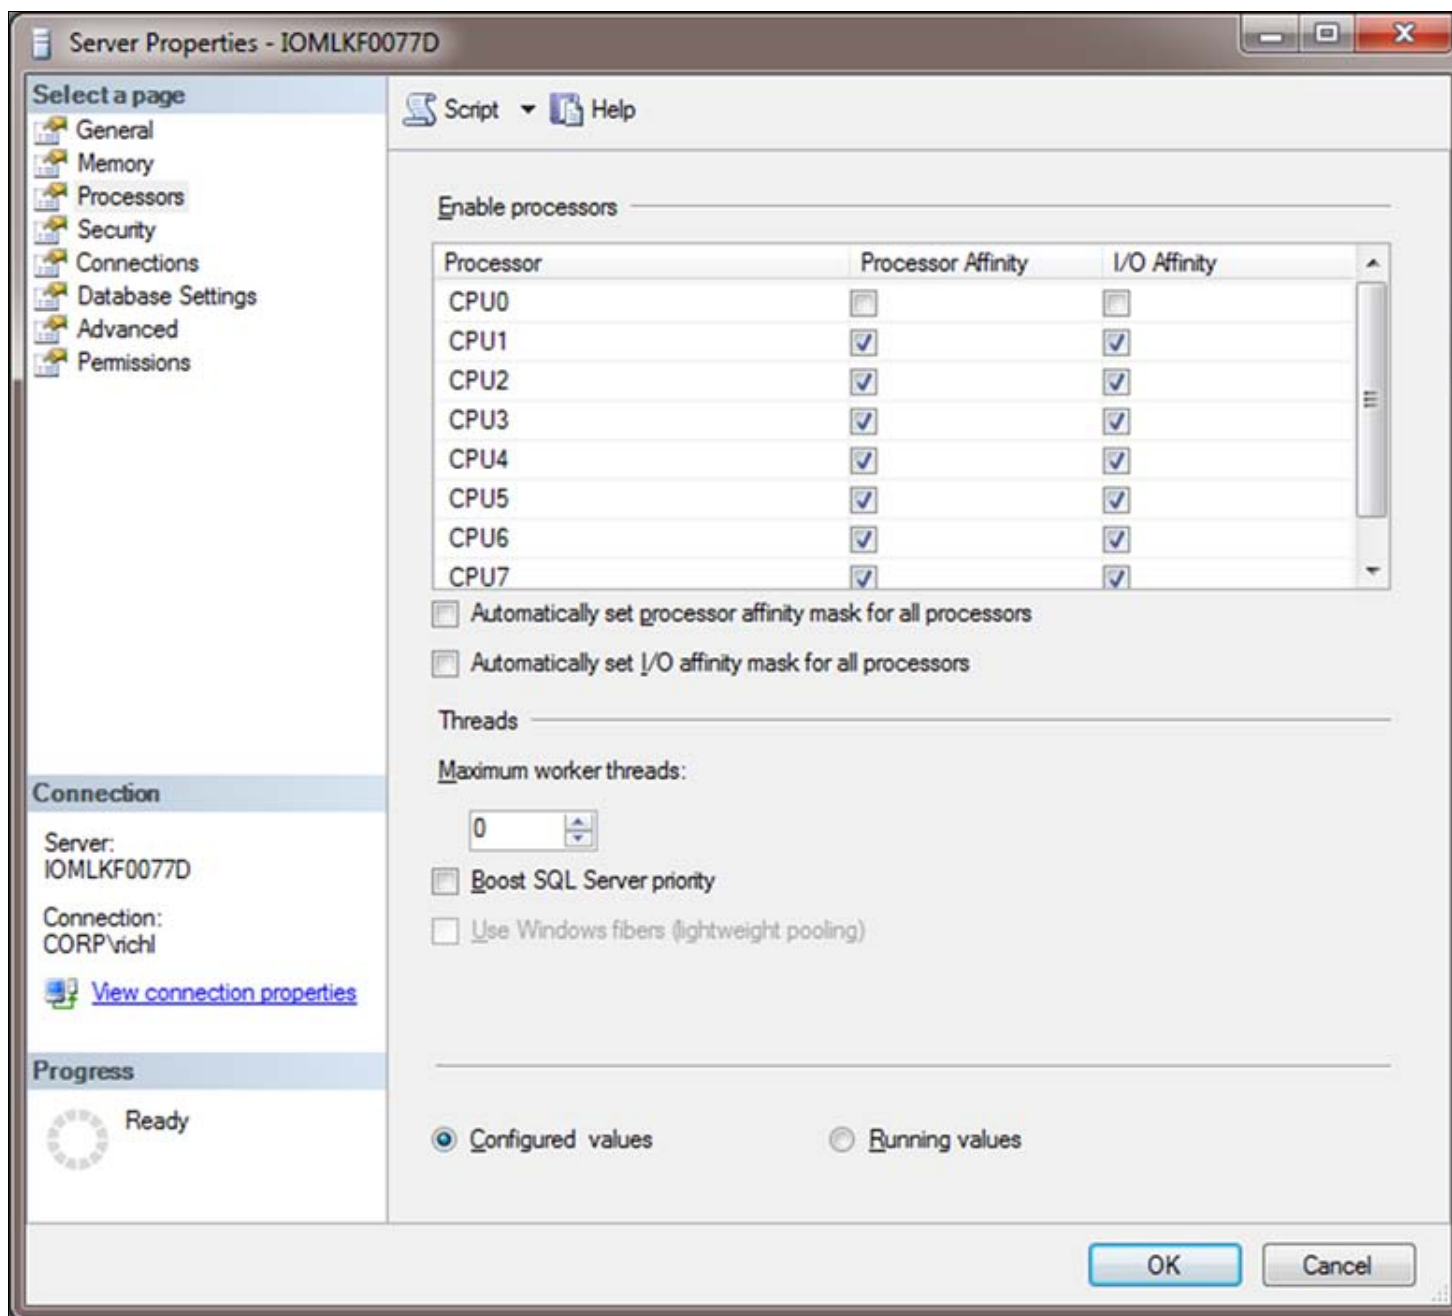 Server Properties - IOMLKF0077D
Select a page
General
Memory
Processors
Security
Connections
Database Settings
Advanced
Permissions
Connection
Server:
IOMLKF0077D
Connection:
CORP\richl
View connection properties
Progress
Ready
Script Help
Enable processors
Processor Processor Affinity I/O Affinity
CPU0
CPU1
CPU2
CPU3
CPU4
CPU5
CPU6
CPU7
Automatically set processor affinity mask for all processors
Automatically set I/O affinity mask for all processors
Threads
Maximum worker threads:
0
Boost SQL Server priority
Use Windows fibers (lightweight pooling)
Configured values Running values
OK Cancel